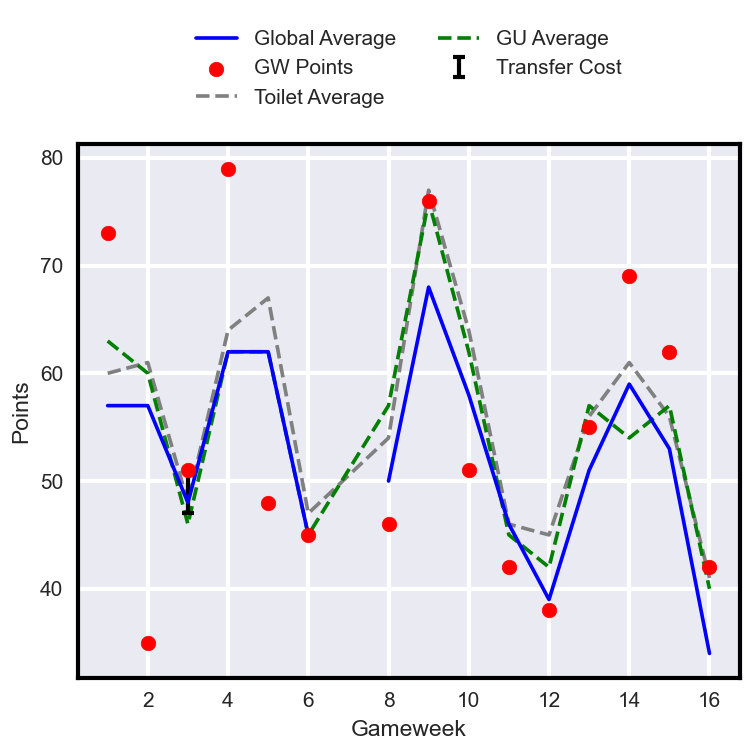 Global Average
GW Points
Toilet Average
GU Average
Transfer Cost
80
70
60
50
40
Points
2 4 6 8 10 12 14 16
Gameweek